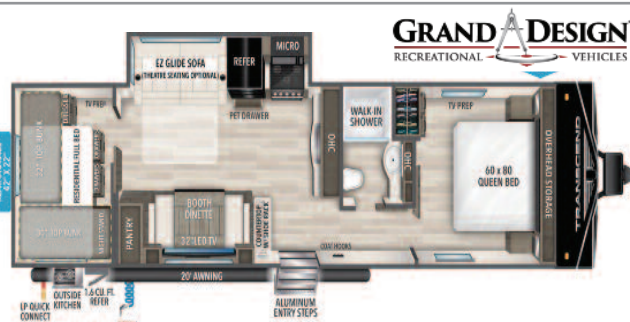 GRAND DESIGN
RECREATIONAL VEHICLES
EZ GLIDE SOFA
(THEATRE SEATING OPTIONAL)
REFER
MICRO
PET DRAWER
TV PREP
RESIDENTIAL FULL BED
42" X 22"
PANTRY
BOOTH
DINETTE
32" LED TV
OHC
WALK-IN
SHOWER
OHC
TV PREP
60 x 80
QUEEN BED
OVERHEAD STORAGE
TRANSCEND
COAT HOOKS
20' AWNING
LP QUICK
CONNECT
OUTSIDE
KITCHEN
1.6 CU. FT.
REFER
ALUMINUM
ENTRY STEPS